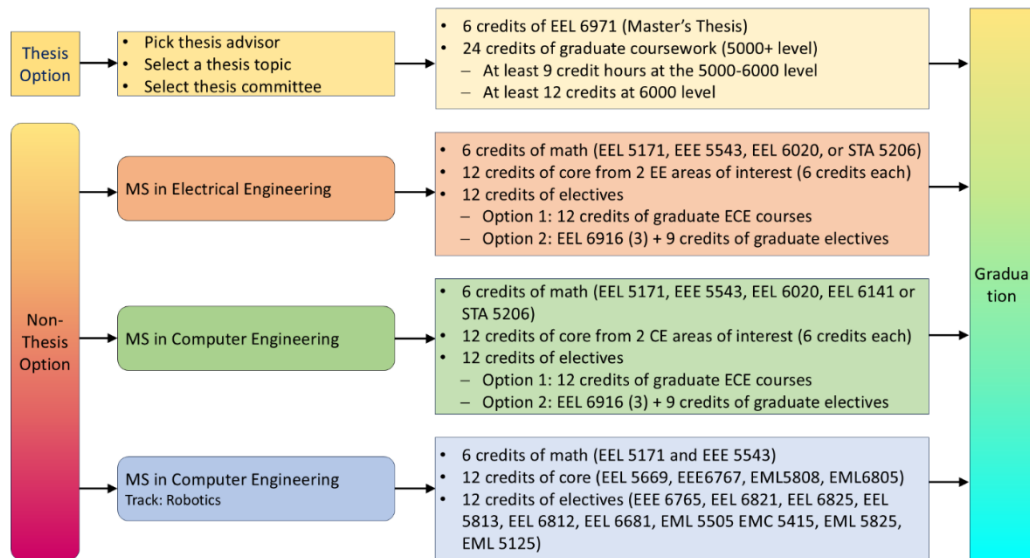 Thesis
Option
• Pick thesis advisor
• Select a thesis topic
• Select thesis committee
• 6 credits of EEL 6971 (Master's Thesis)
• 24 credits of graduate coursework (5000+ level)
– At least 9 credit hours at the 5000-6000 level
– At least 12 credits at 6000 level
Non-
Thesis
Option
MS in Electrical Engineering
• 6 credits of math (EEL 5171, EEE 5543, EEL 6020, or STA 5206)
• 12 credits of core from 2 EE areas of interest (6 credits each)
• 12 credits of electives
– Option 1: 12 credits of graduate ECE courses
– Option 2: EEL 6916 (3) + 9 credits of graduate electives
MS in Computer Engineering
• 6 credits of math (EEL 5171, EEE 5543, EEL 6020, EEL 6141 or
STA 5206)
• 12 credits of core from 2 CE areas of interest (6 credits each)
• 12 credits of electives
– Option 1: 12 credits of graduate ECE courses
– Option 2: EEL 6916 (3) + 9 credits of graduate electives
MS in Computer Engineering
Track: Robotics
• 6 credits of math (EEL 5171 and EEE 5543)
• 12 credits of core (EEL 5669, EEE6767, EML5808, EML6805)
• 12 credits of electives (EEE 6765, EEL 6821, EEL 6825, EEL
5813, EEL 6812, EEL 6681, EML 5505 EMC 5415, EML 5825,
EML 5125)
Gradua
tion